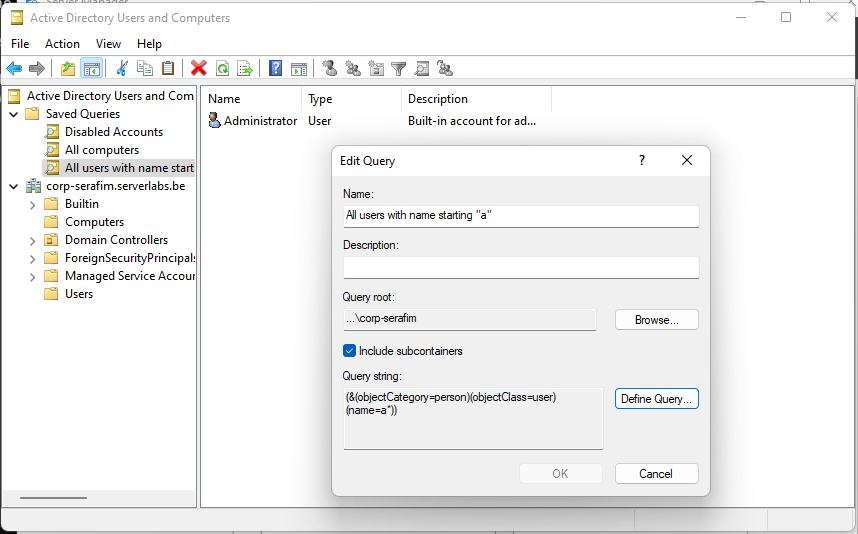 Server Manager
Active Directory Users and Computers
File Action View Help
Active Directory Users and Com
Saved Queries
Disabled Accounts
All computers
All users with name start
corp-serafim.serverlabs.be
Builtin
Computers
Domain Controllers
ForeignSecurityPrincipals
Managed Service Accour
Users
Name Type Description
Administrator User Built-in account for ad...
Edit Query ?
Name:
All users with name starting "a"
Description:
Query root:
...\corp-serafim
Browse...
Include subcontainers
Query string:
(&(objectCategory=person)(objectClass=user)
(name=a*))
Define Query...
OK Cancel